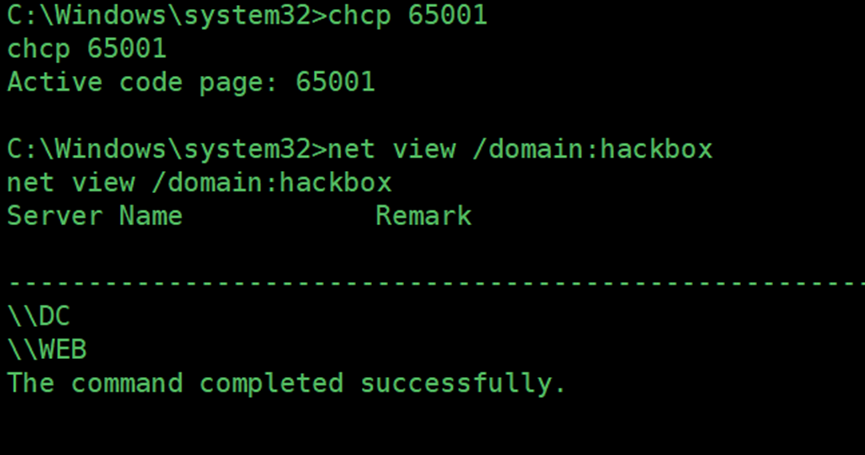 C:\Windows\system32>chcp 65001
chcp 65001
Active code page: 65001
C:\Windows\system32>net view /domain:hackbox
net view /domain:hackbox
Server Name            Remark
-------------------------------------------------------
\\DC
\\WEB
The command completed successfully.